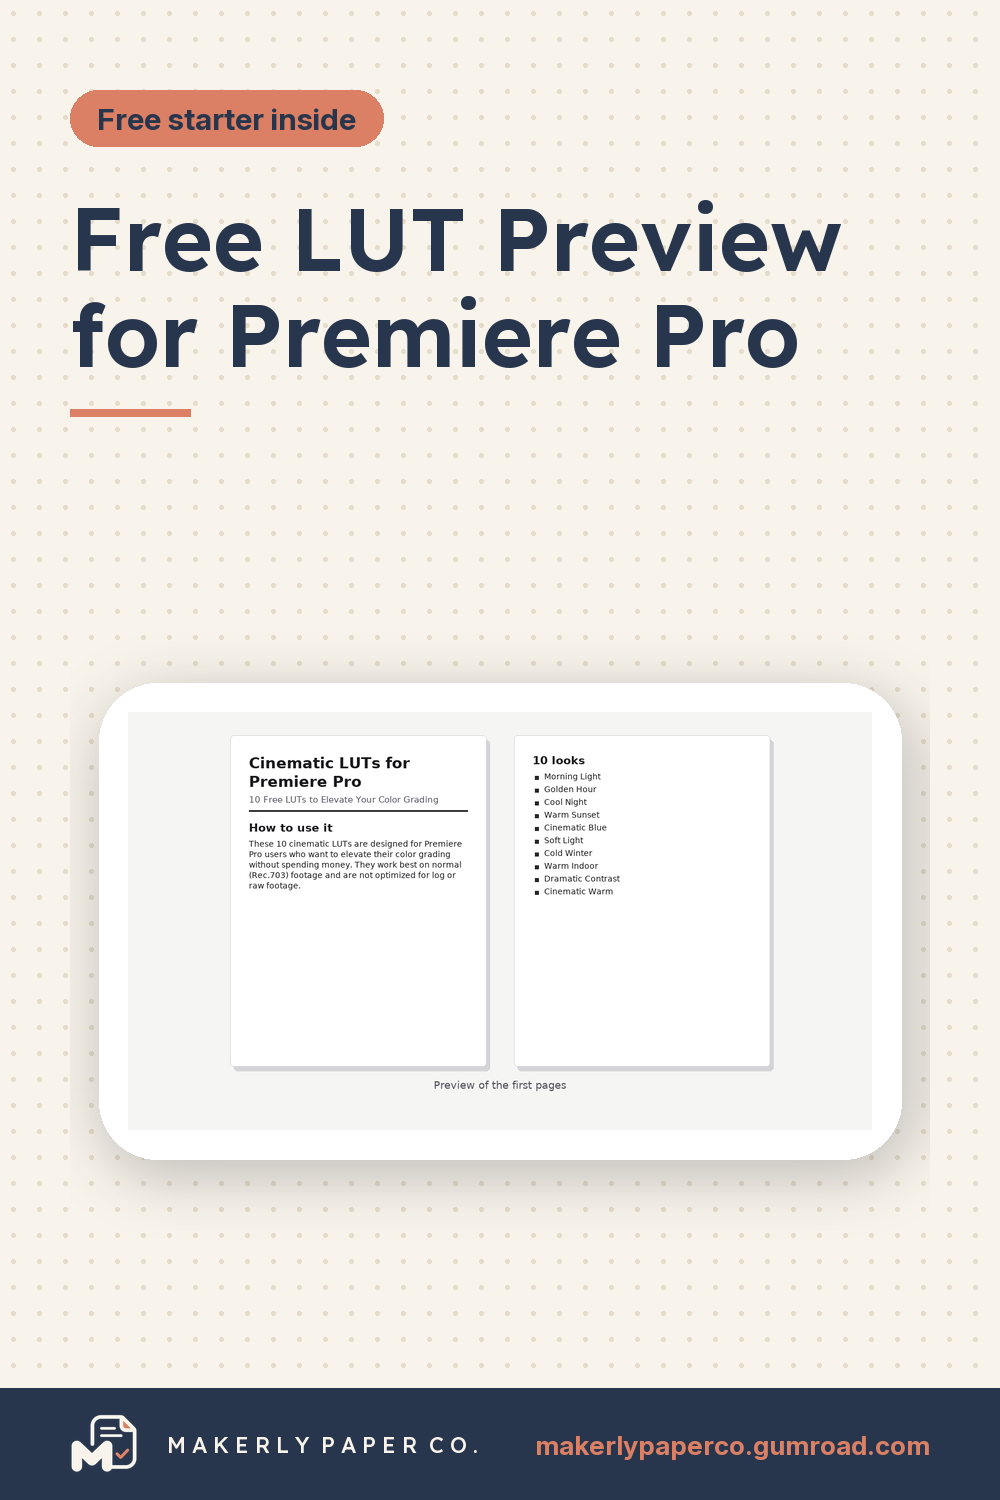 Free starter inside
Free LUT Preview
for Premiere Pro
Cinematic LUTs for
Premiere Pro
10 Free LUTs to Elevate Your Color Grading
How to use it
These 10 cinematic LUTs are designed for Premiere
Pro users who want to elevate their color grading
without spending money. They work best on normal
(Rec.703) footage and are not optimized for log or
raw footage.
10 looks
▪ Morning Light
▪ Golden Hour
▪ Cool Night
▪ Warm Sunset
▪ Cinematic Blue
▪ Soft Light
▪ Cold Winter
▪ Warm Indoor
▪ Dramatic Contrast
▪ Cinematic Warm
Preview of the first pages
MAKERLY PAPER CO.
makerlypaperco.gumroad.com